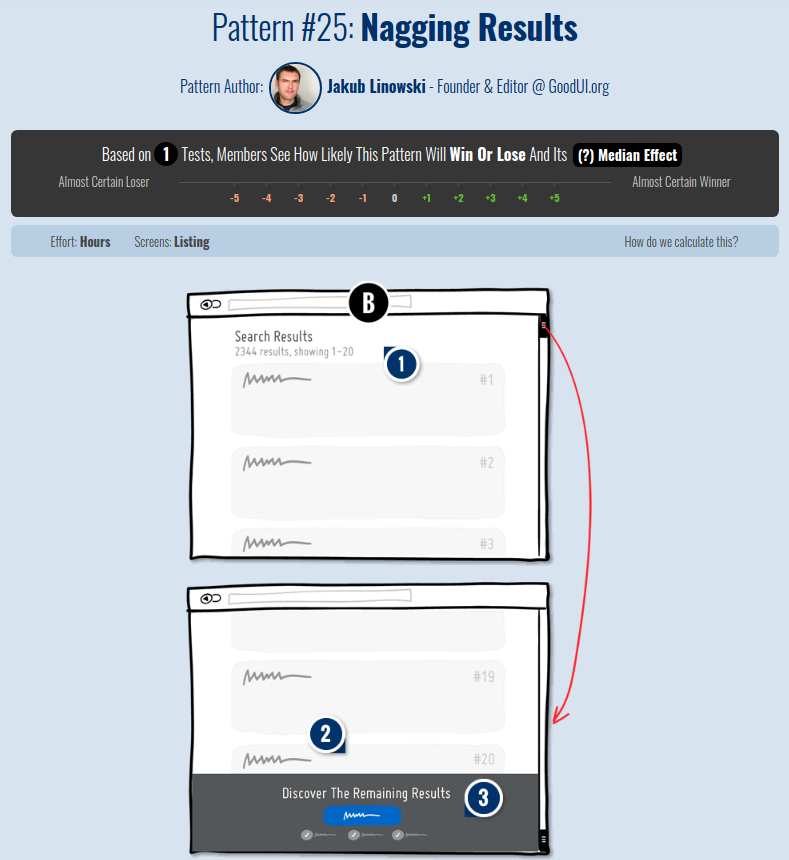 Pattern #25: Nagging Results
Pattern Author: Jakub Linowski - Founder & Editor @ GoodUI.org
Based on 1 Tests, Members See How Likely This Pattern Will Win Or Lose And Its (?) Median Effect
Almost Certain Loser
-5 -4 -3 -2 -1 0 +1 +2 +3 +4 +5
Almost Certain Winner
Effort: Hours Screens: Listing How do we calculate this?
B
Search Results
2344 results, showing 1-20
1
#1
#2
#3
#19
2
#20
Discover The Remaining Results
3